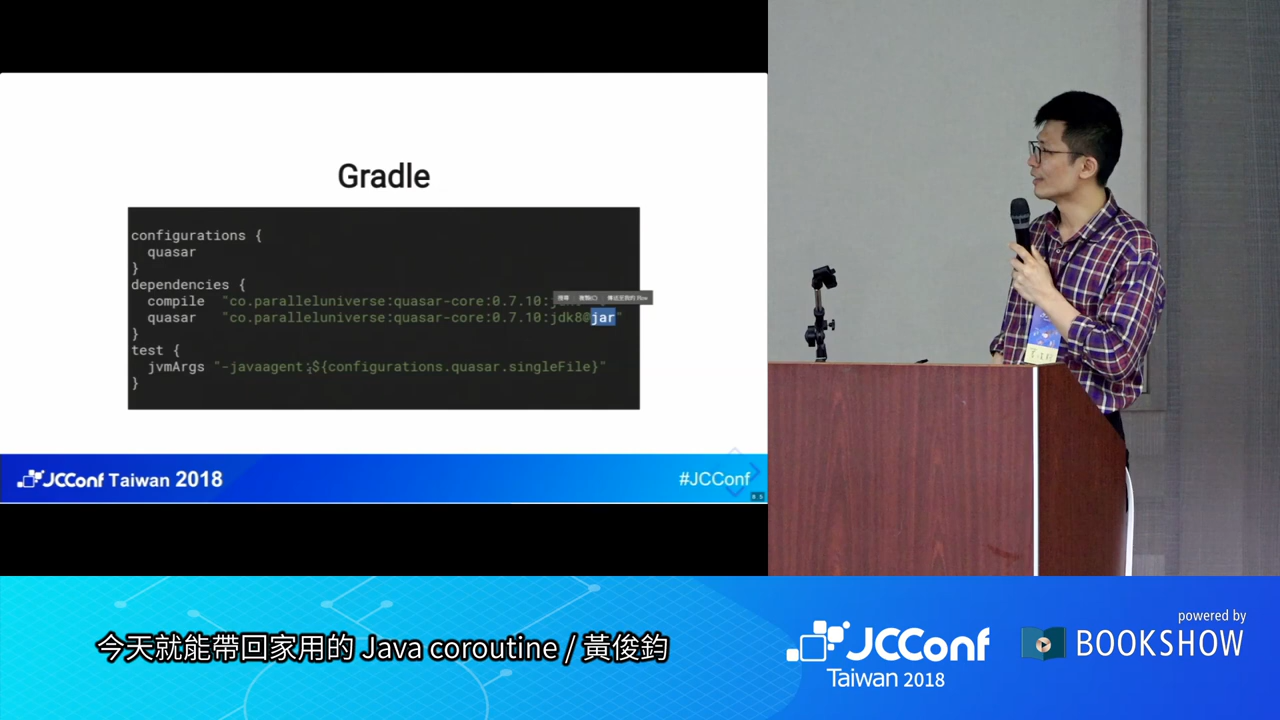 Gradle
configurations {
quasar
}
dependencies {
compile "co.paralleluniverse:quasar-core:0.7.10:
quasar "co.paralleluniverse:quasar-core:0.7.10:jdk8@jar"
}
test {
jvmArgs "-javaagent:${configurations.quasar.singleFile}"
}
JCConf Taiwan 2018
#JCConf
今天就能帶回家用的 Java coroutine / 黃俊鈞
JCConf
Taiwan 2018
powered by
BOOKSHOW